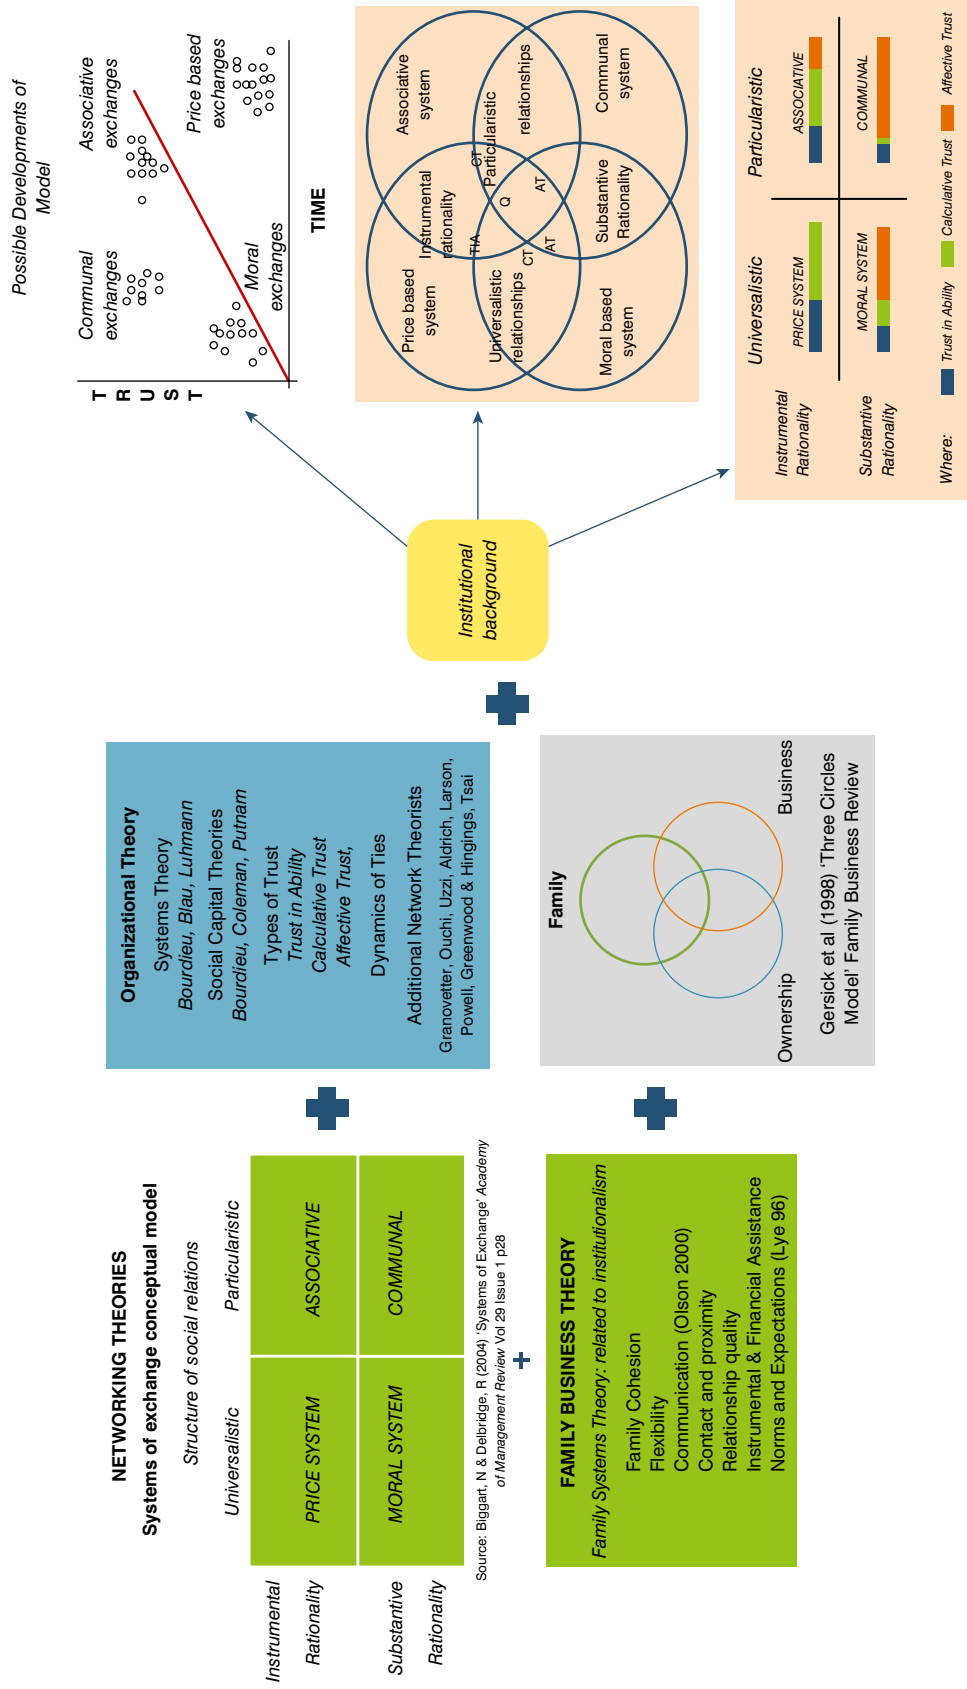 NETWORKING THEORIES
Systems of exchange conceptual model
Structure of social relations
Universalistic
Particularistic
Instrumental
Rationality
PRICE SYSTEM
ASSOCIATIVE
Substantive
Rationality
MORAL SYSTEM
COMMUNAL
Source: Biggart, N & Delbridge, R (2004) ‘Systems of Exchange’ Academy
of Management Review Vol 29 Issue 1 p28
FAMILY BUSINESS THEORY
Family Systems Theory: related to institutionalism
Family Cohesion
Flexibility
Communication (Olson 2000)
Contact and proximity
Relationship quality
Instrumental & Financial Assistance
Norms and Expectations (Lye 96)
Organizational Theory
Systems Theory
Bourdieu, Blau, Luhmann
Social Capital Theories
Bourdieu, Coleman, Putnam
Types of Trust
Trust in Ability
Calculative Trust
Affective Trust,
Dynamics of Ties
Additional Network Theorists
Granovetter, Ouchi, Uzzi, Aldrich, Larson,
Powell, Greenwood & Hingings, Tsai
Family
Ownership
Business
Gersick et al (1998) ‘Three Circles
Model’ Family Business Review
Institutional
background
Possible Developments of
Model
TRUST
Communal
exchanges
Associative
exchanges
Moral
exchanges
Price based
exchanges
TIME
Price based
system
Instrumental
rationality
Associative
system
TIA
CT
Universalistic
relationships
Q
Particularistic
relationships
CT
AT
AT
Moral based
system
Substantive
Rationality
Communal
system
Universalistic
Particularistic
Instrumental
Rationality
PRICE SYSTEM
ASSOCIATIVE
Substantive
Rationality
MORAL SYSTEM
COMMUNAL
Where:
Trust in Ability
Calculative Trust
Affective Trust